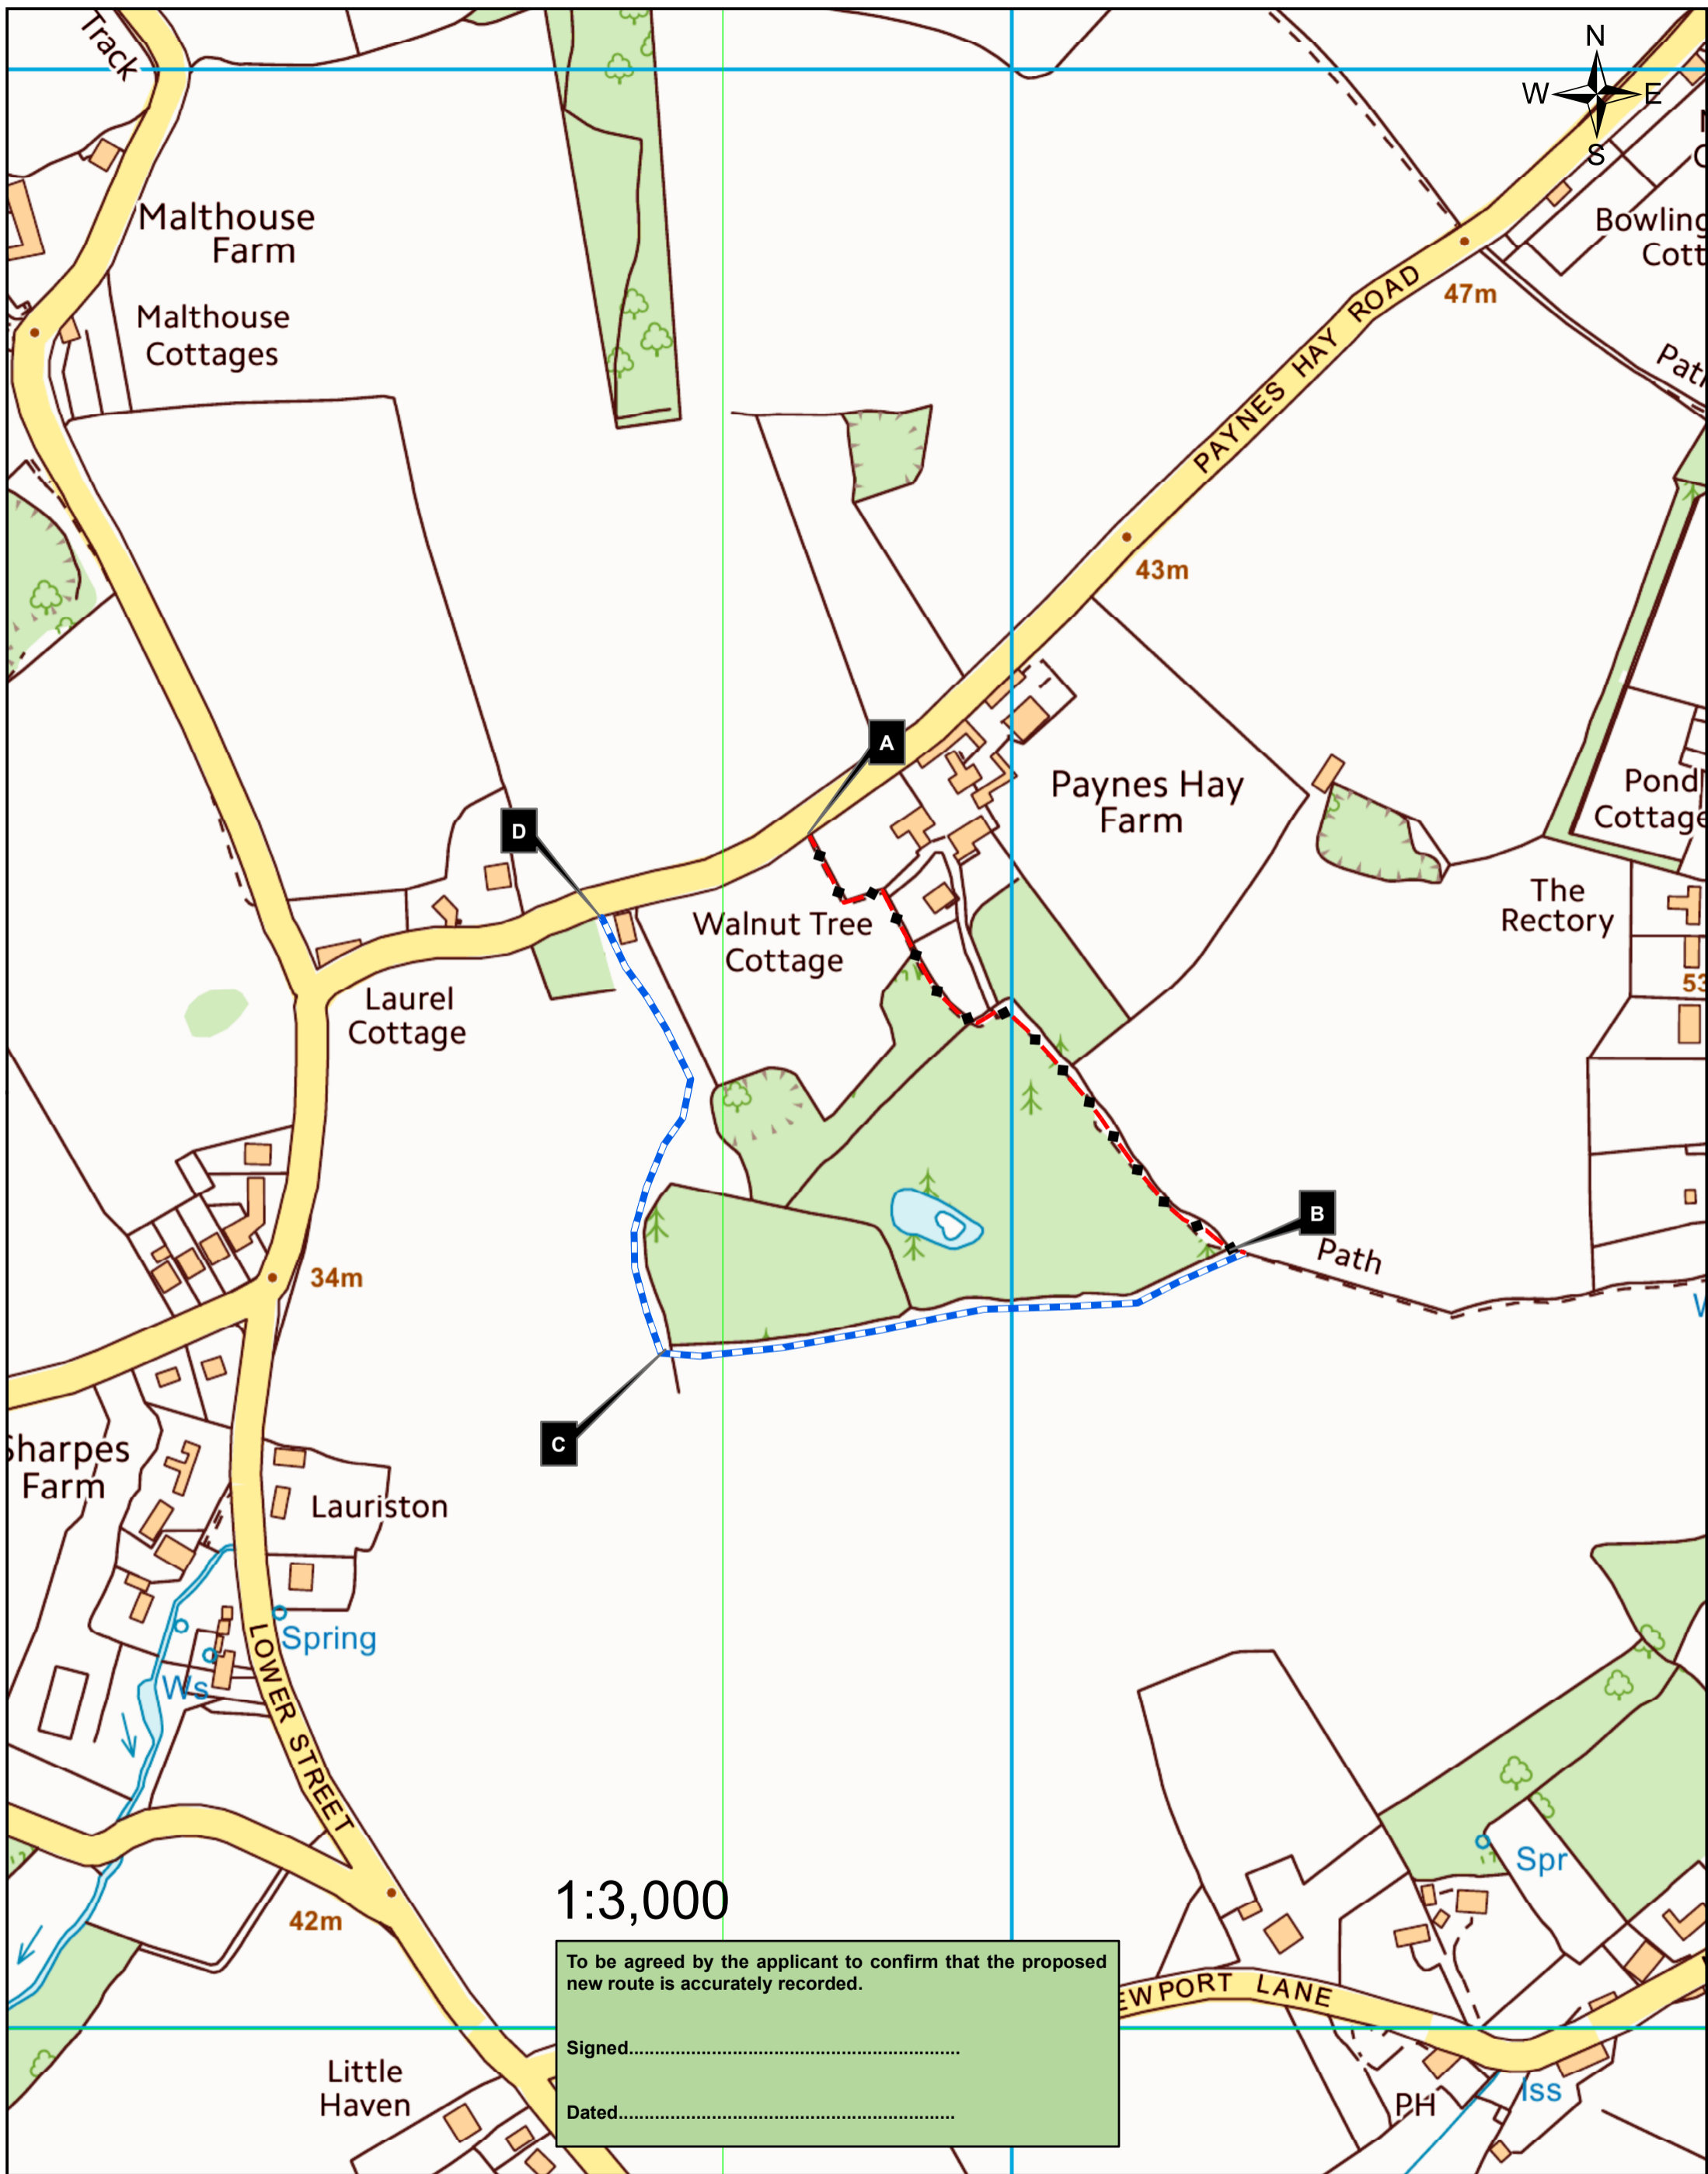 Track
N
W E
S
Malthouse
Farm
Bowling
Cott
PAYNES HAY ROAD
47m
Malthouse
Cottages
Path
43m
A
Paynes Hay
Farm
Pond
Cottage
D
The
Rectory
Walnut Tree
Cottage
53
Laurel
Cottage
B
Path
34m
C
Sharpes
Farm
Lauriston
Spring
Ws
LOWER STREET
Spr
1:3,000
42m
To be agreed by the applicant to confirm that the proposed
new route is accurately recorded.
EWPORT LANE
Signed
Little
Haven
Iss
PH
Dated